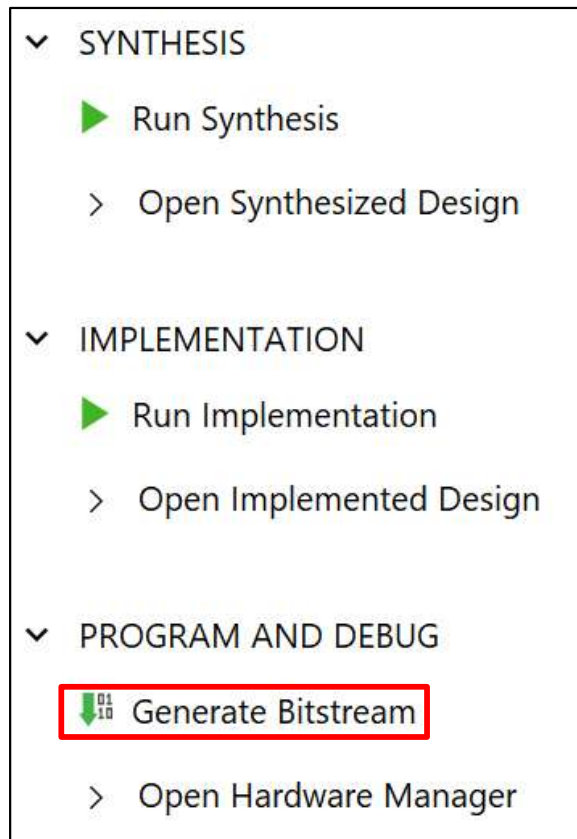 SYNTHESIS
Run Synthesis
Open Synthesized Design
IMPLEMENTATION
Run Implementation
Open Implemented Design
PROGRAM AND DEBUG
Generate Bitstream
Open Hardware Manager